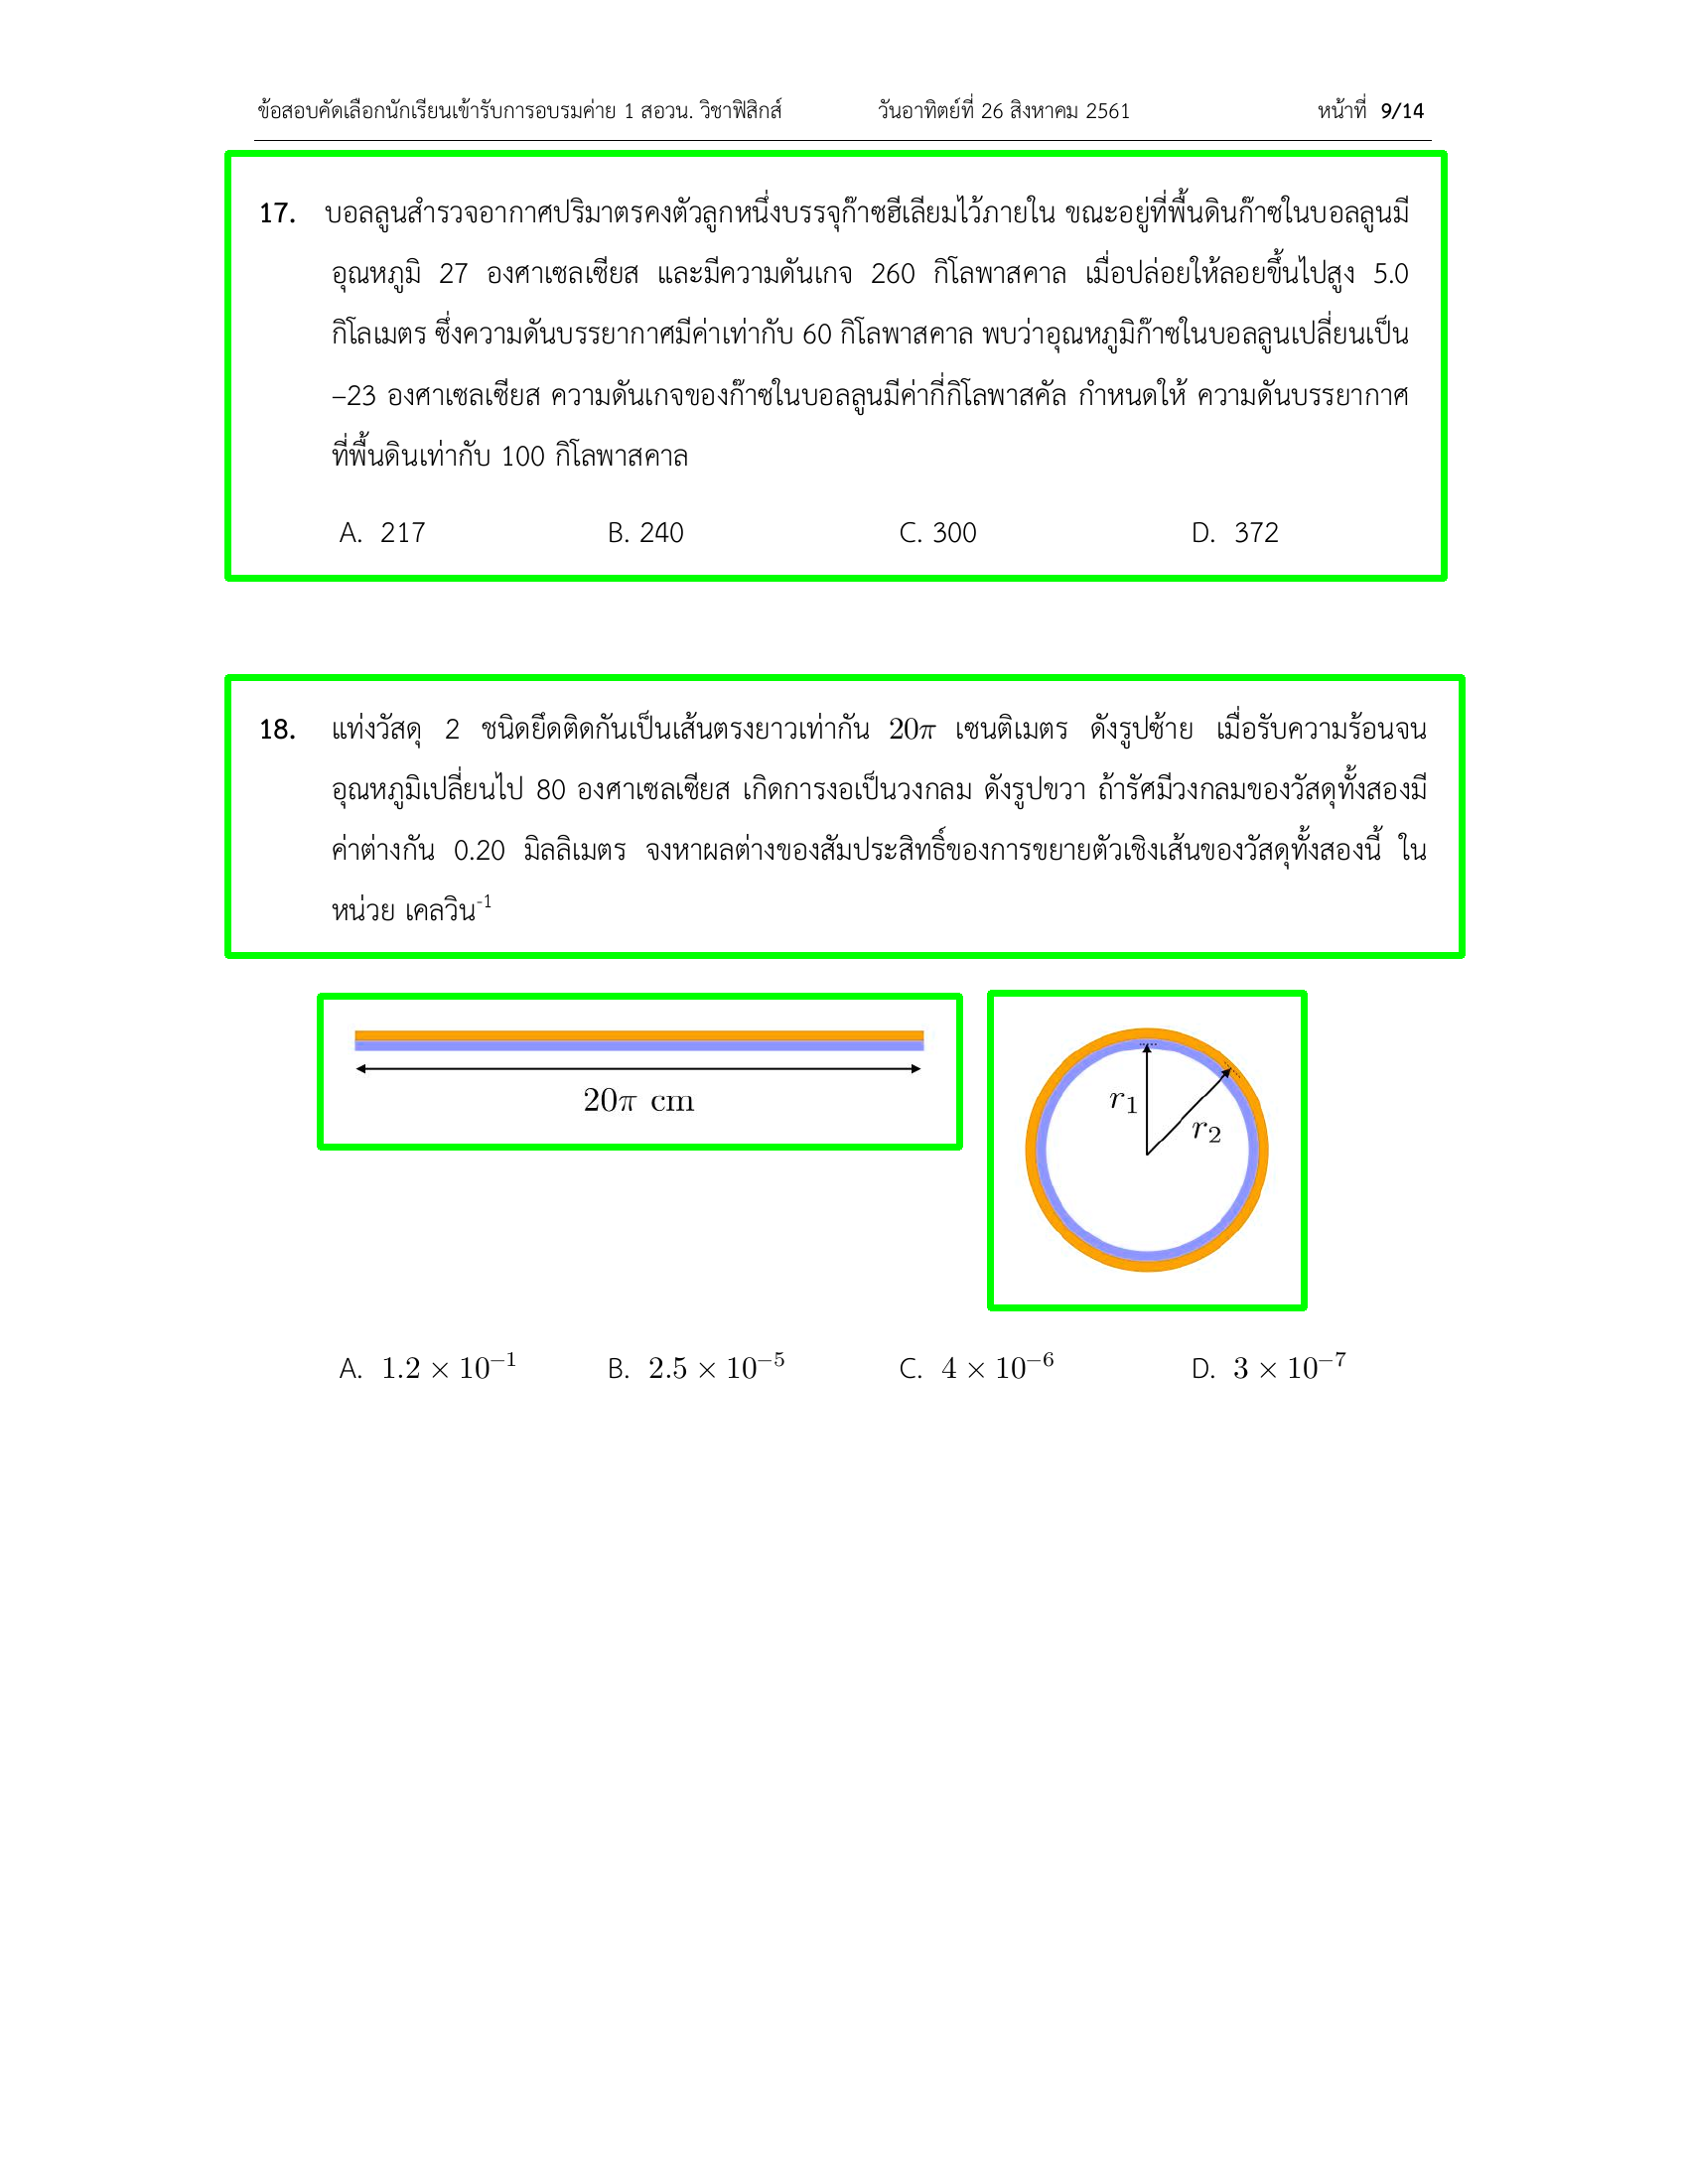 ข้อสอบคัดเลือกนักเรียนเข้ารับการอบรมค่าย 1 สอวน. วิชาฟิสิกส์ วันอาทิตย์ที่ 26 สิงหาคม 2561 หน้าที่ 9/14
17. บอลลูนสำรวจอากาศปริมาตรคงตัวลูกหนึ่งบรรจุก๊าซฮีเลียมไว้ภายใน ขณะอยู่ที่พื้นดินก๊าซในบอลลูนมี
อุณหภูมิ 27 องศาเซลเซียส และมีความดันเกจ 260 กิโลพาสคาล เมื่อปล่อยให้ลอยขึ้นไปสูง 5.0
กิโลเมตร ซึ่งความดันบรรยากาศมีค่าเท่ากับ 60 กิโลพาสคาล พบว่าอุณหภูมิก๊าซในบอลลูนเปลี่ยนเป็น
–23 องศาเซลเซียส ความดันเกจของก๊าซในบอลลูนมีค่ากี่กิโลพาสคัล กำหนดให้ ความดันบรรยากาศ
ที่พื้นดินเท่ากับ 100 กิโลพาสคาล
A. 217 B. 240 C. 300 D. 372
18. แท่งวัสดุ 2 ชนิดยึดติดกันเป็นเส้นตรงยาวเท่ากัน 20π เซนติเมตร ดังรูปซ้าย เมื่อรับความร้อนจน
อุณหภูมิเปลี่ยนไป 80 องศาเซลเซียส เกิดการงอเป็นวงกลม ดังรูปขวา ถ้ารัศมีวงกลมของวัสดุทั้งสองมี
ค่าต่างกัน 0.20 มิลลิเมตร จงหาผลต่างของสัมประสิทธิ์ของการขยายตัวเชิงเส้นของวัสดุทั้งสองนี้ ใน
หน่วย เคลวิน⁻¹
20π cm
r₁
r₂
A. 1.2 × 10⁻¹ B. 2.5 × 10⁻⁵ C. 4 × 10⁻⁶ D. 3 × 10⁻⁷